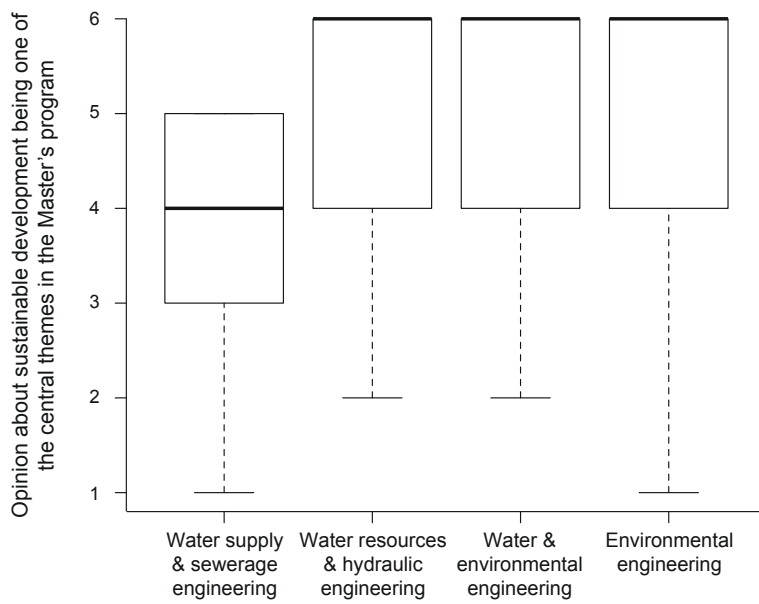 Opinion about sustainable development being one of
the central themes in the Master's program
6
5
4
3
2
1
Water supply
& sewerage
engineering
Water resources
& hydraulic
engineering
Water &
environmental
engineering
Environmental
engineering